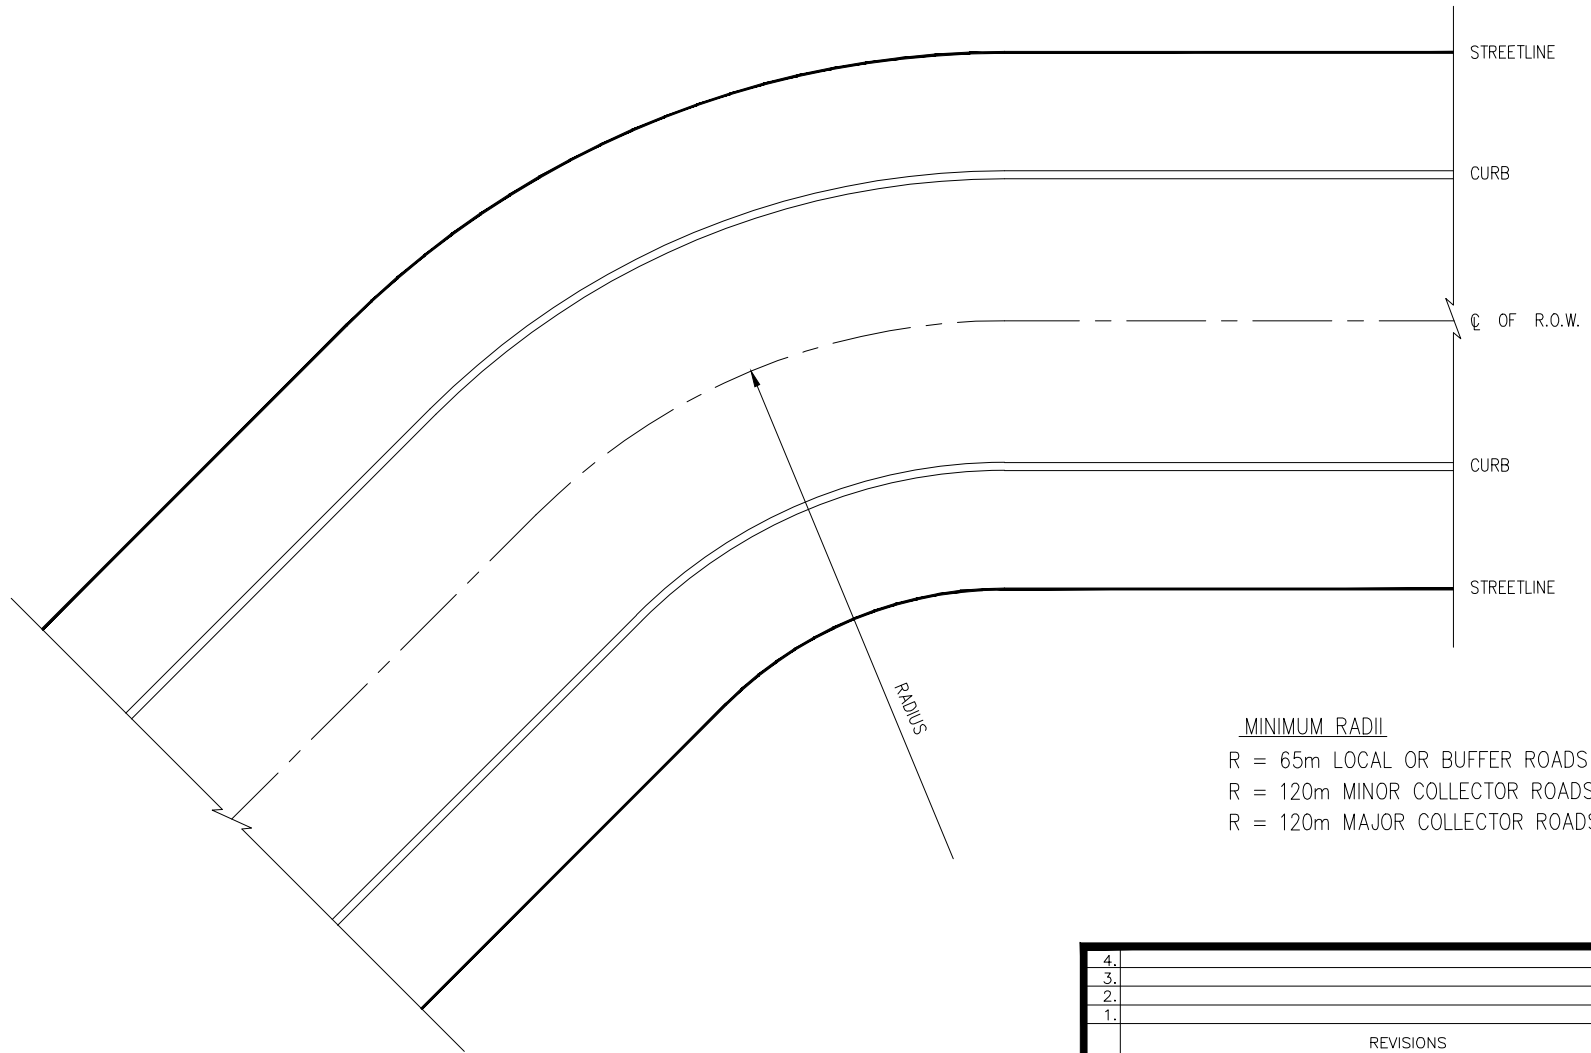 STREETLINE
CURB
℄ OF R.O.W.
CURB
STREETLINE
RADIUS
MINIMUM RADII
R = 65m LOCAL OR BUFFER ROADS
R = 120m MINOR COLLECTOR ROADS
R = 120m MAJOR COLLECTOR ROADS
4.
3.
2.
1.
REVISIONS